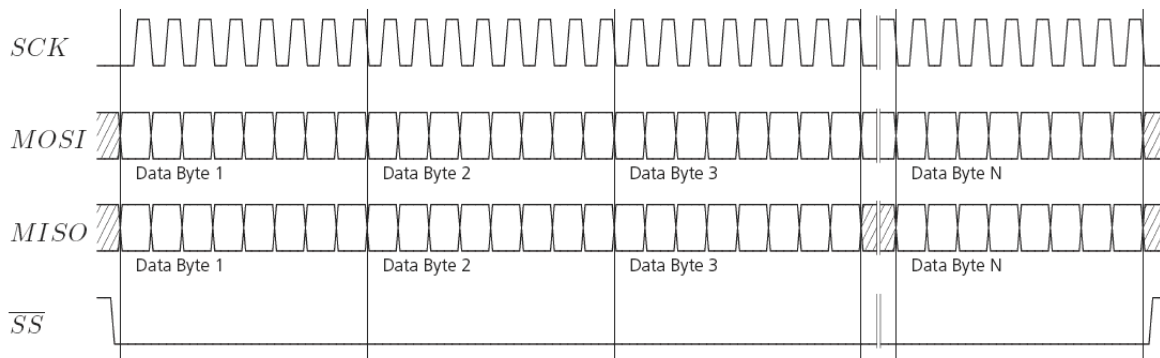 SCK
MOSI
Data Byte 1 Data Byte 2 Data Byte 3 Data Byte N
MISO
Data Byte 1 Data Byte 2 Data Byte 3 Data Byte N
S̅S̅